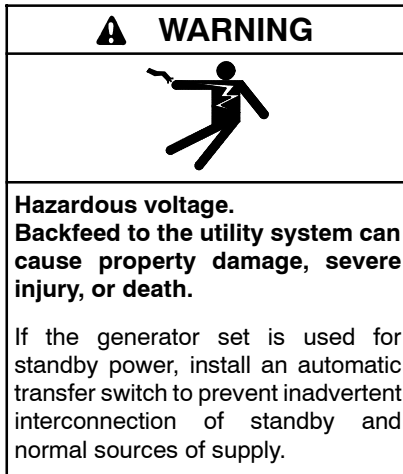 WARNING
Hazardous voltage.
Backfeed to the utility system can
cause property damage, severe
injury, or death.
If the generator set is used for
standby power, install an automatic
transfer switch to prevent inadvertent
interconnection of standby and
normal sources of supply.